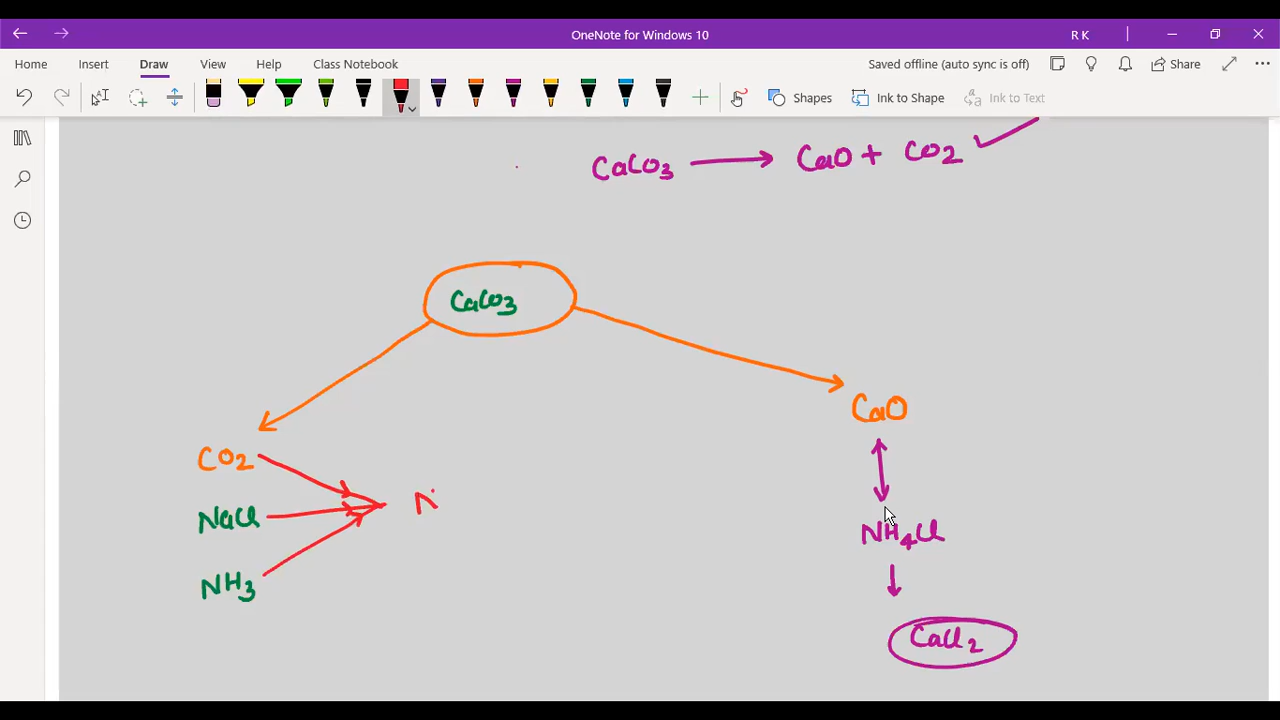 OneNote for Windows 10
R K
Home Insert Draw View Help Class Notebook
Saved offline (auto sync is off) Share
Shapes Ink to Shape Ink to Text
CaCO3 → CaO + CO2 ✓
CaCO3
CaO
CO2
N
NaCl
NH4Cl
NH3
CaCl2